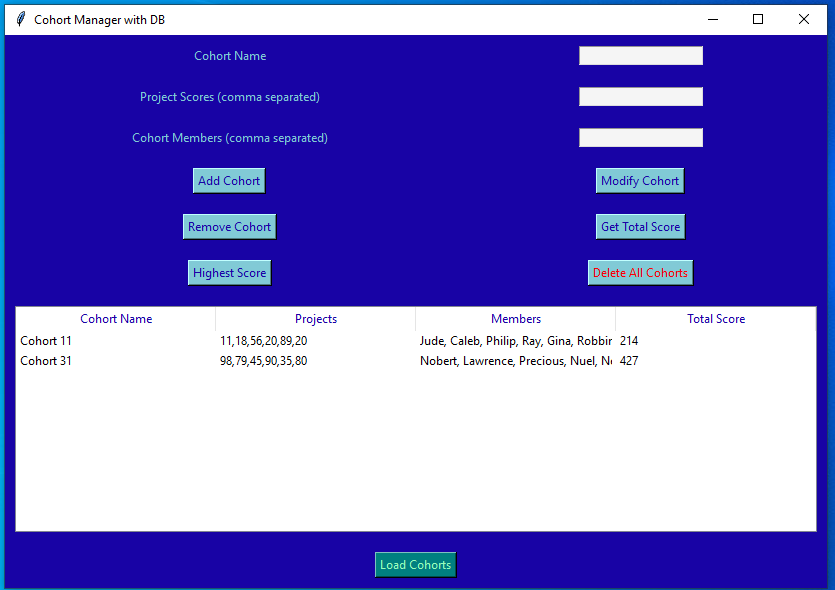 Cohort Manager with DB
Cohort Name
Project Scores (comma separated)
Cohort Members (comma separated)
Add Cohort Modify Cohort
Remove Cohort Get Total Score
Highest Score Delete All Cohorts
Cohort Name Projects Members Total Score
Cohort 11 11,18,56,20,89,20 Jude, Caleb, Philip, Ray, Gina, 214
Cohort 31 98,79,45,90,35,80 Nobert, Lawrence, Precious, Nuel, 427
Load Cohorts